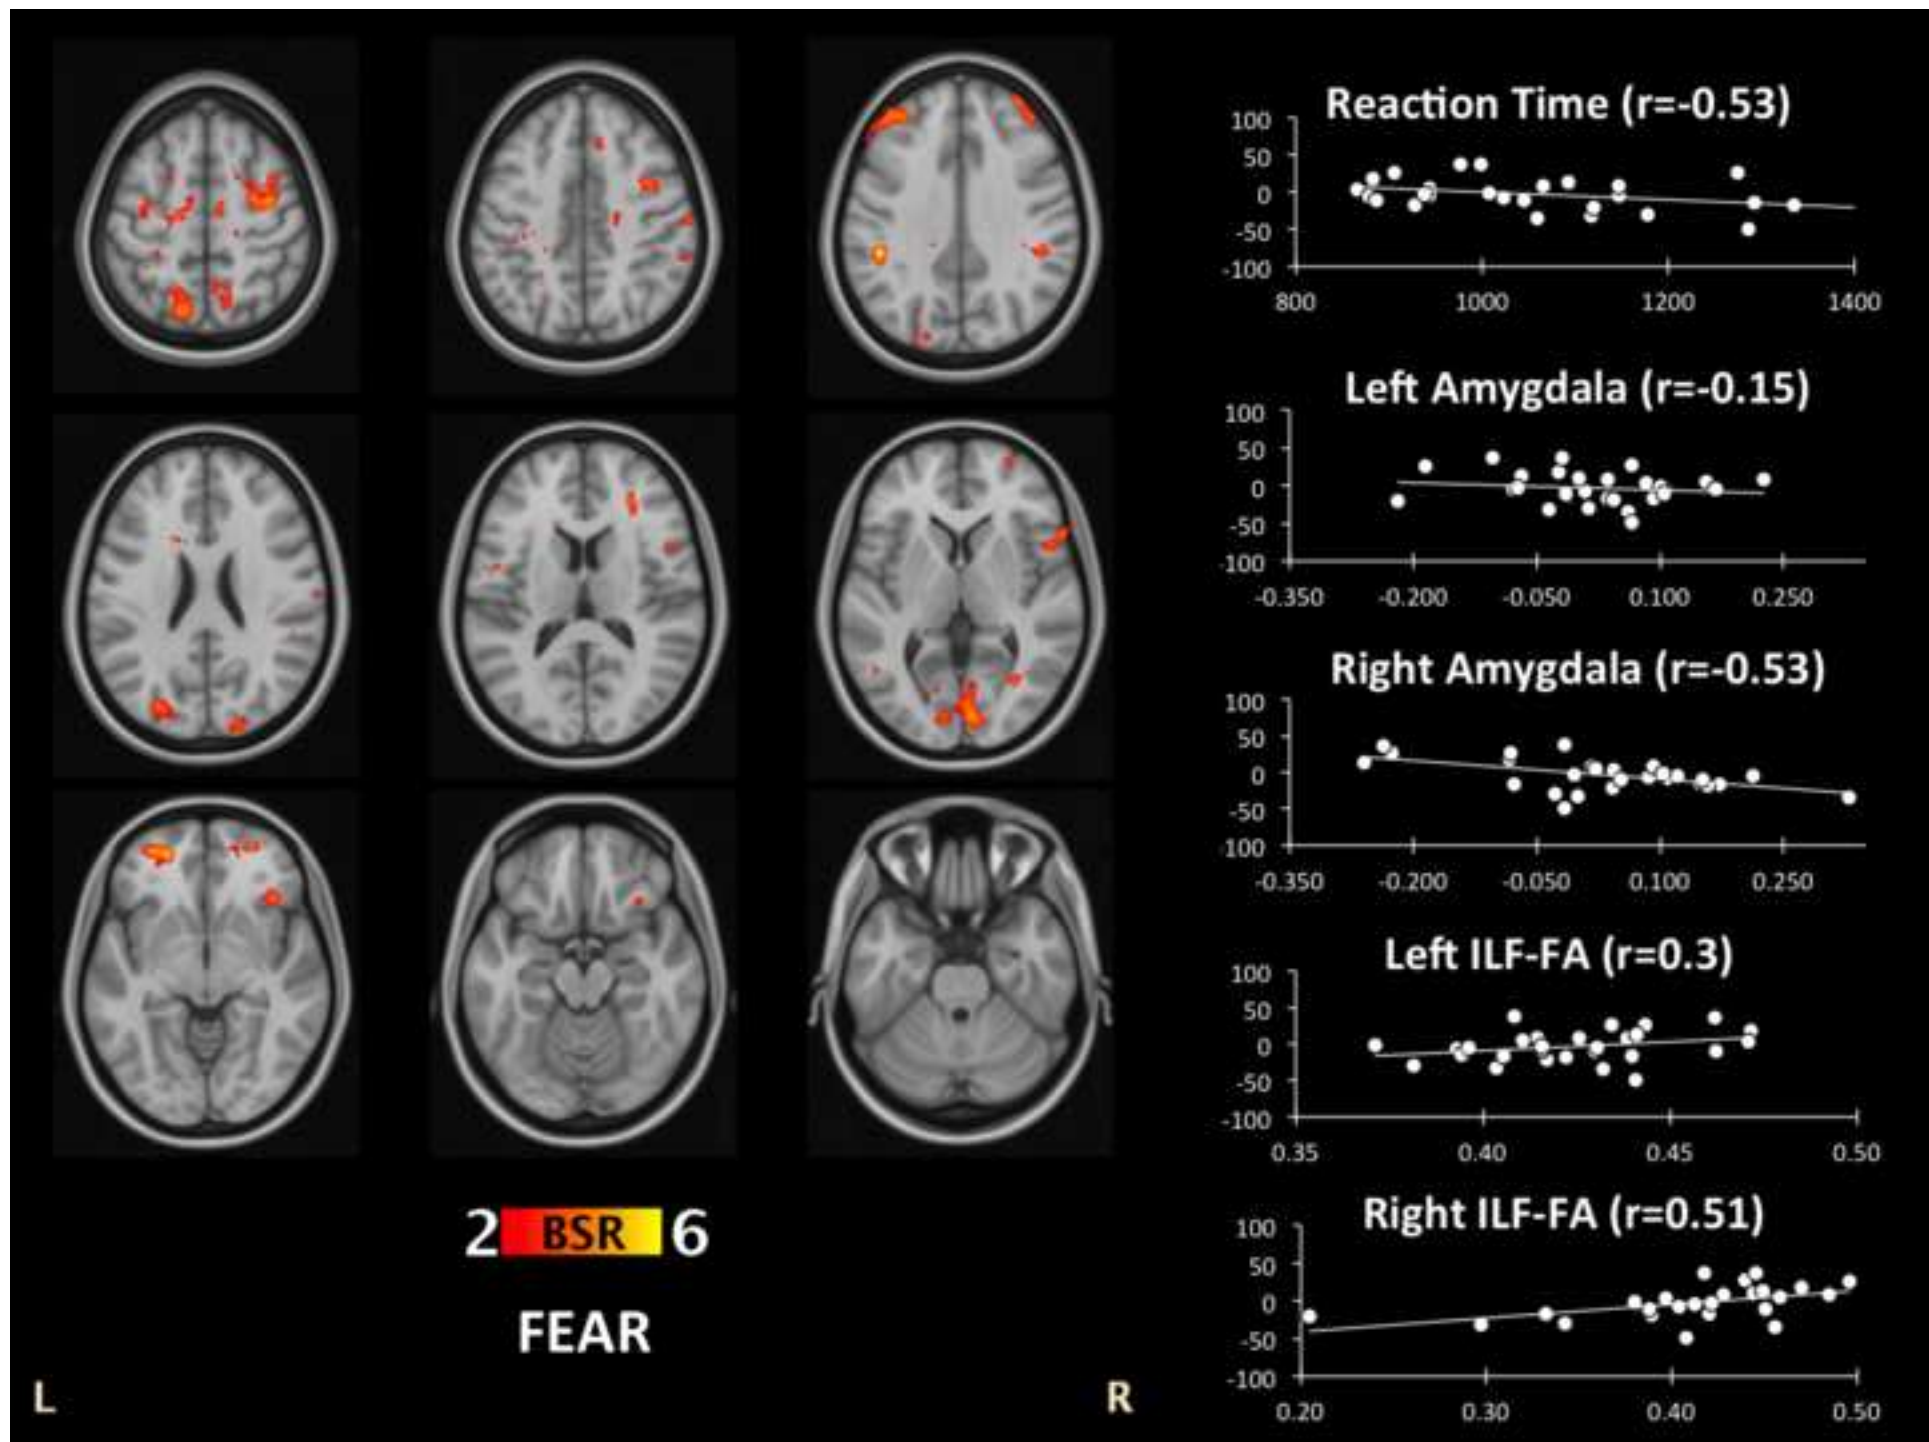 Reaction Time (r=-0.53)
100
50
0
-50
-100
800 1000 1200 1400
Left Amygdala (r=-0.15)
100
50
0
-50
-100
-0.350 -0.200 -0.050 0.100 0.250
Right Amygdala (r=-0.53)
100
50
0
-50
-100
-0.350 -0.200 -0.050 0.100 0.250
Left ILF-FA (r=0.3)
100
50
0
-50
-100
0.35 0.40 0.45 0.50
Right ILF-FA (r=0.51)
100
50
0
-50
-100
0.20 0.30 0.40 0.50
2 BSR 6
FEAR
L R